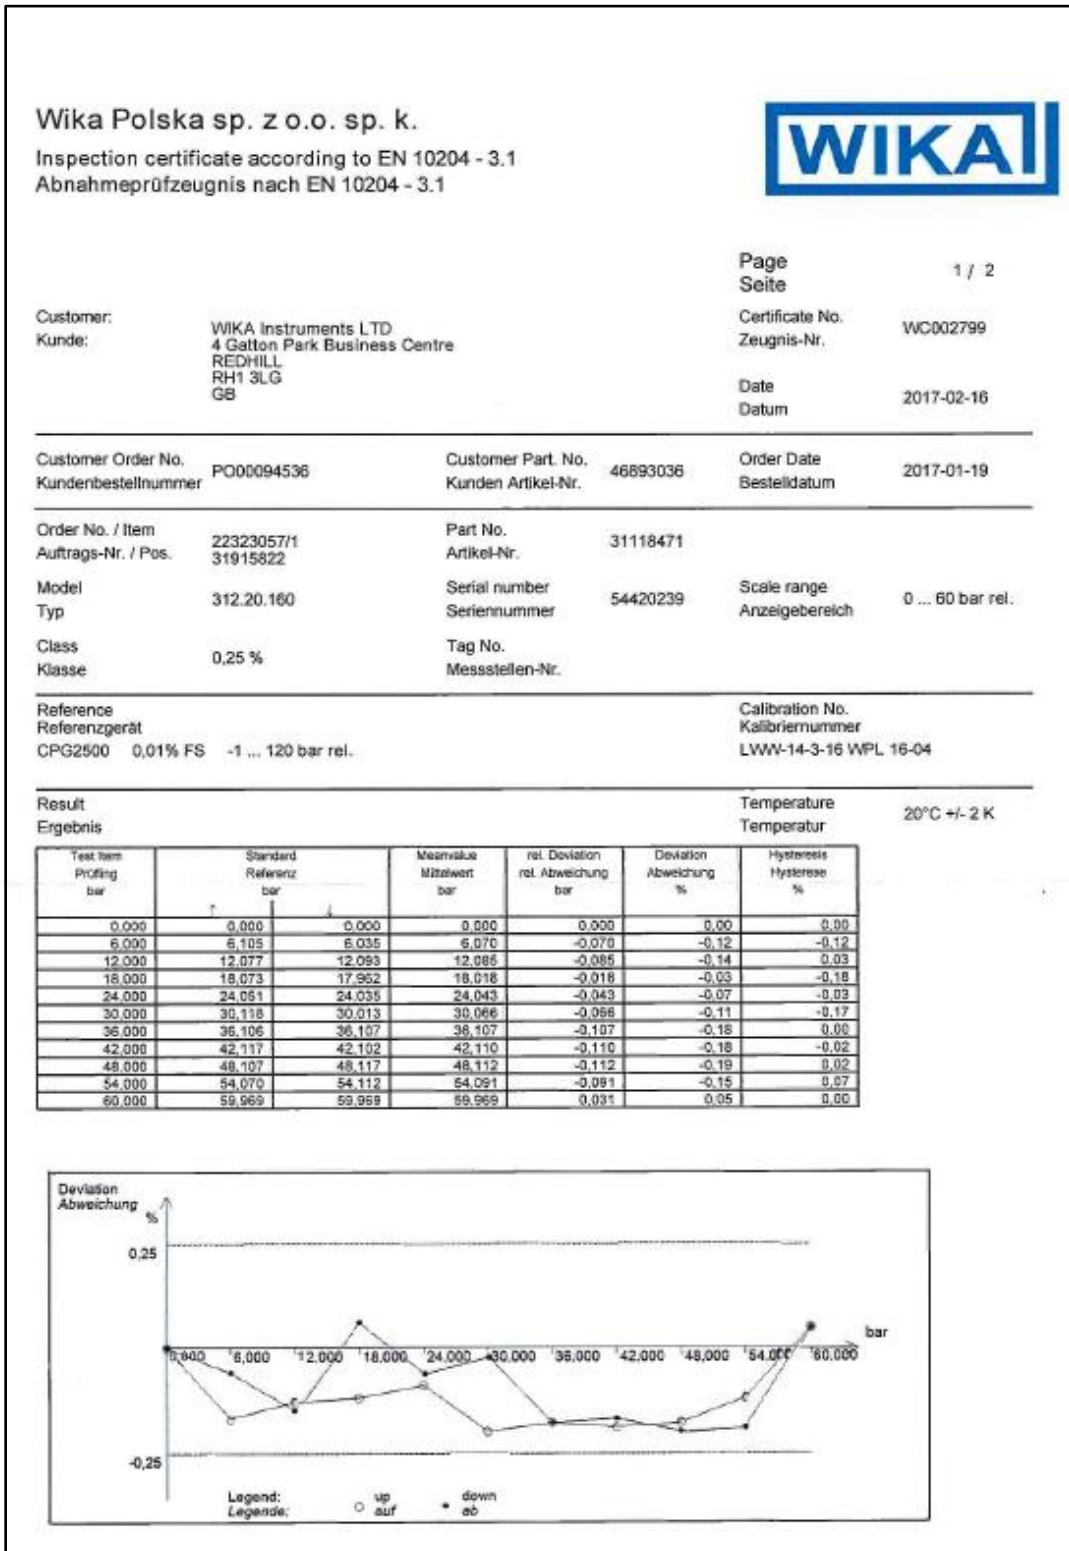 Wika Polska sp. z o.o. sp. k.
Inspection certificate according to EN 10204 - 3.1
Abnahmeprüfzeugnis nach EN 10204 - 3.1
WIKA
Page
Seite
1 / 2
Customer:
Kunde:
WIKA Instruments LTD
4 Gatton Park Business Centre
REDHILL
RH1 3LG
GB
Certificate No.
Zeugnis-Nr.
WC002799
Date
Datum
2017-02-16
Customer Order No.
Kundenbestellnummer
PO00094536
Customer Part. No.
Kunden Artikel-Nr.
46893036
Order Date
Bestelldatum
2017-01-19
Order No. / Item
Auftrags-Nr. / Pos.
22323057/1
31915822
Part No.
Artikel-Nr.
31118471
Model
Typ
312.20.160
Serial number
Seriennummer
54420239
Scale range
Anzeigebereich
0 ... 60 bar rel.
Class
Klasse
0,25 %
Tag No.
Messstellen-Nr.
Reference
Referenzgerät
CPG2500 0,01% FS -1 ... 120 bar rel.
Calibration No.
Kalibriernummer
LWW-14-3-16 WPL 16-04
Result
Ergebnis
Temperature
Temperatur
20°C +/- 2 K
Test Item Standard Meanvalue rel. Deviation Deviation Hysteresis
Prüfling Referenz Mittelwert rel. Abweichung Abweichung Hysterese
bar bar bar bar % %
↑ ↓
0,000 0,000 0,000 0,000 0,000 0,00 0,00
6,000 6,105 6,035 6,070 -0,070 -0,12 -0,12
12,000 12,077 12,093 12,085 -0,085 -0,14 0,03
18,000 18,073 17,962 18,018 -0,018 -0,03 -0,18
24,000 24,051 24,035 24,043 -0,043 -0,07 -0,03
30,000 30,118 30,013 30,066 -0,066 -0,11 -0,17
36,000 36,106 36,107 36,107 -0,107 -0,18 0,00
42,000 42,117 42,102 42,110 -0,110 -0,18 -0,02
48,000 48,107 48,117 48,112 -0,112 -0,19 0,02
54,000 54,070 54,112 54,091 -0,091 -0,15 0,07
60,000 59,969 59,969 59,969 0,031 0,05 0,00
Deviation
Abweichung
%
0,25
bar
0,000 6,000 12,000 18,000 24,000 30,000 36,000 42,000 48,000 54,000 60,000
-0,25
Legend: up down
Legende: auf ab